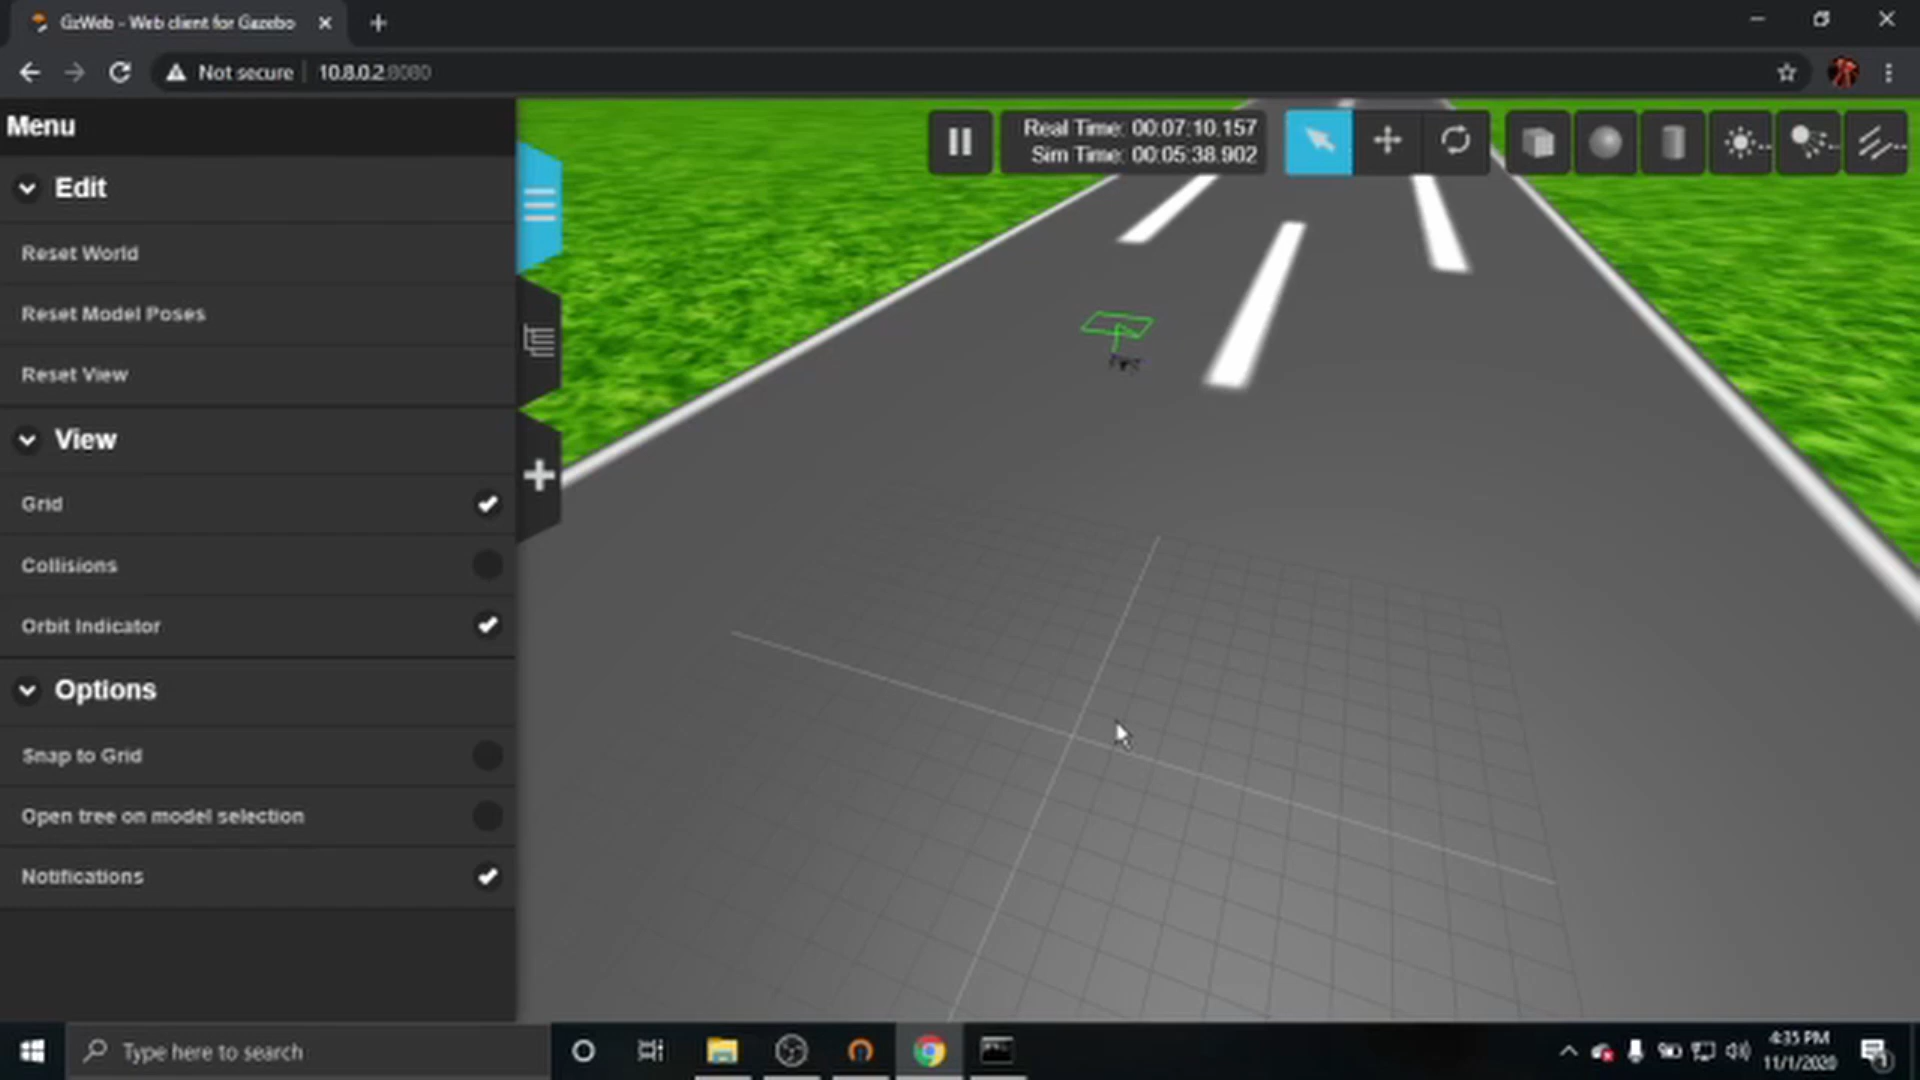 GzWeb - Web client for Gazebo
Not secure
10.8.0.2:8080
Menu
Real Time: 00:07:10.157
Sim Time: 00:05:38.902
Edit
Reset World
Reset Model Poses
Reset View
View
Grid
Collisions
Orbit Indicator
Options
Snap to Grid
Open tree on model selection
Notifications
Type here to search
4:35 PM
11/1/2020